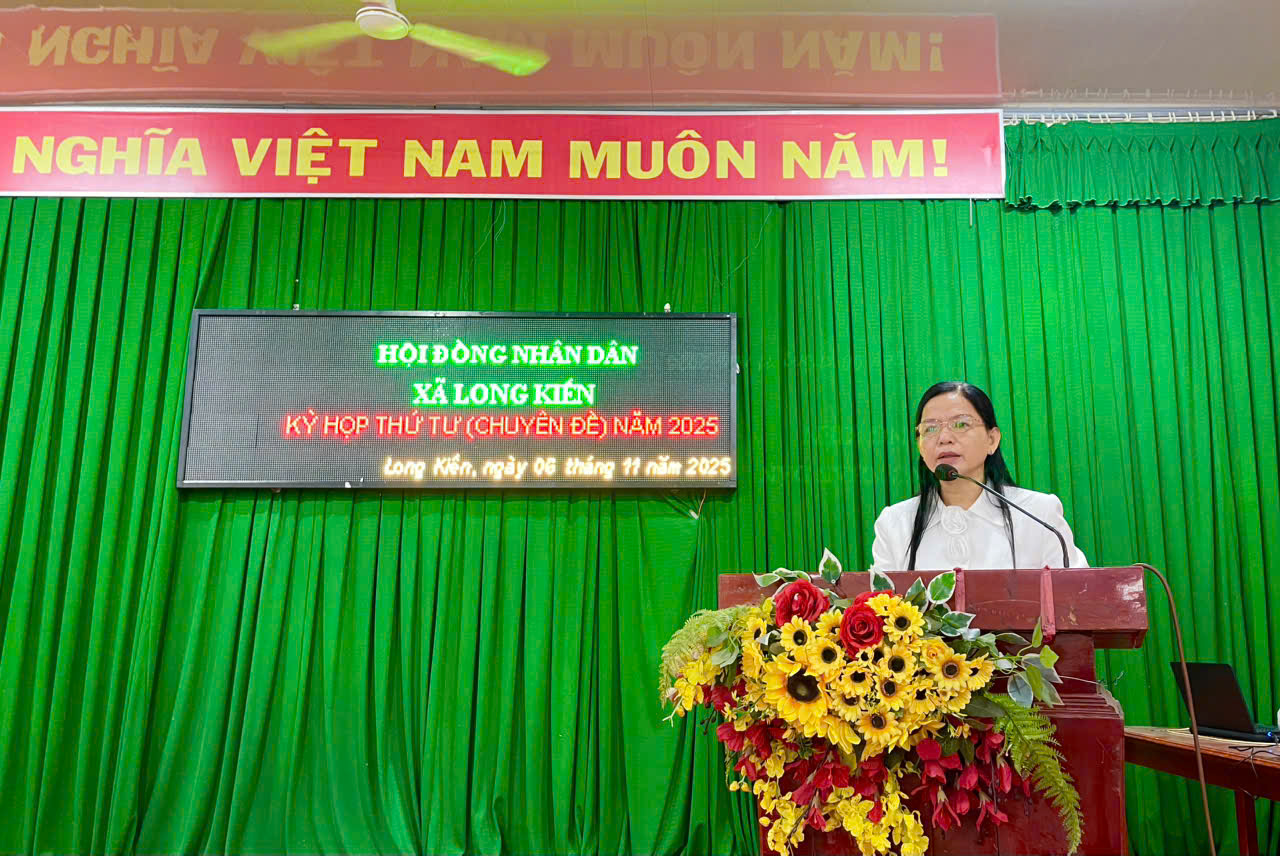 NGHĨA VIỆT NAM MUÔN NĂM!
HỘI ĐỒNG NHÂN DÂN
XÃ LONG KIẾN
KỲ HỌP THỨ TƯ (CHUYÊN ĐỀ) NĂM 2025
Long Kiến, ngày 06 tháng 11 năm 2025